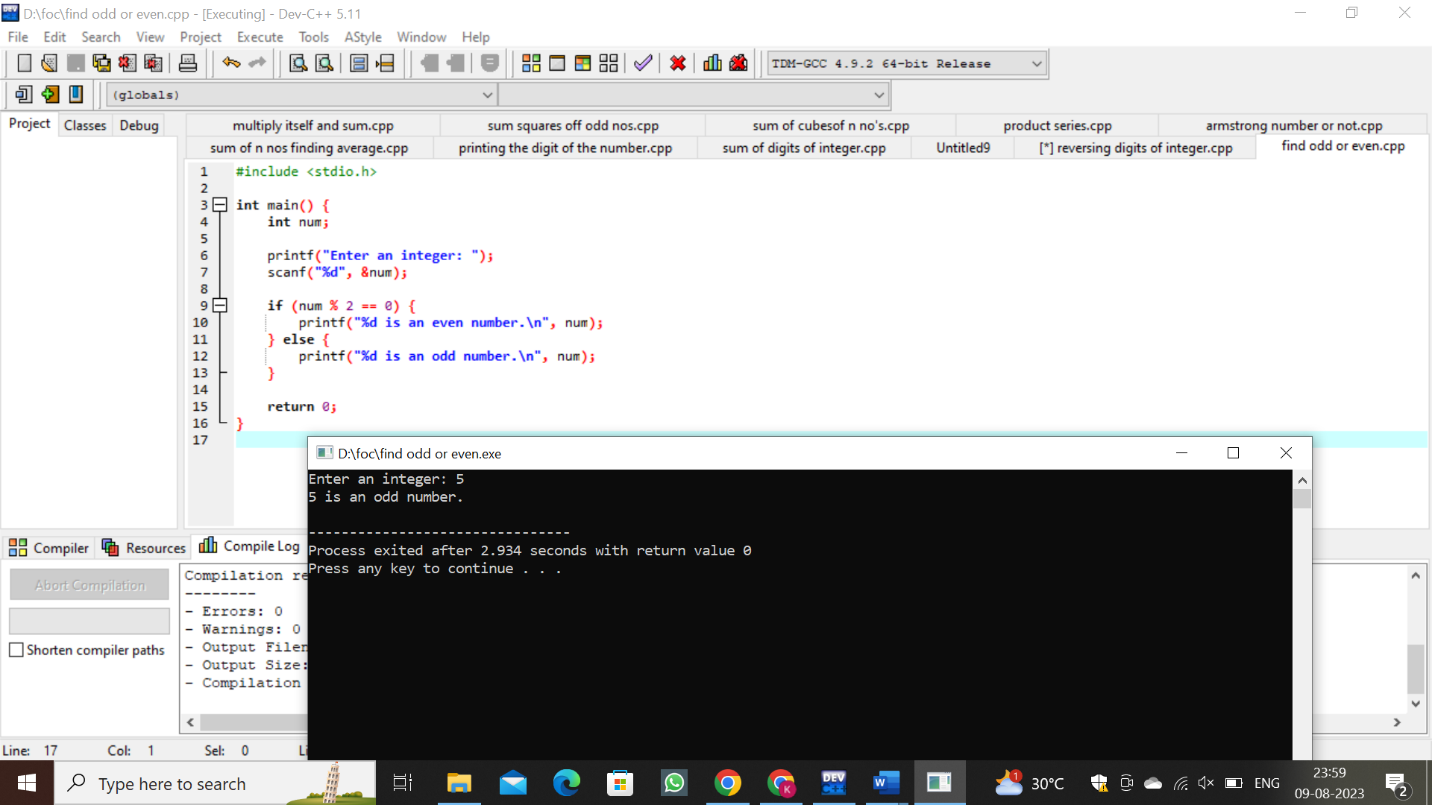 D:\foc\find odd or even.cpp - [Executing] - Dev-C++ 5.11
File Edit Search View Project Execute Tools AStyle Window Help
TDM-GCC 4.9.2 64-bit Release
(globals)
Project Classes Debug
multiply itself and sum.cpp sum squares off odd nos.cpp sum of cubesof n no's.cpp product series.cpp armstrong number or not.cpp
sum of n nos finding average.cpp printing the digit of the number.cpp sum of digits of integer.cpp Untitled9 [*] reversing digits of integer.cpp find odd or even.cpp
1 #include <stdio.h>
2
3 int main() {
4 int num;
5
6 printf("Enter an integer: ");
7 scanf("%d", &num);
8
9 if (num % 2 == 0) {
10 printf("%d is an even number.\n", num);
11 } else {
12 printf("%d is an odd number.\n", num);
13 }
14
15 return 0;
16 }
17
D:\foc\find odd or even.exe
Enter an integer: 5
5 is an odd number.
--------------------------------
Process exited after 2.934 seconds with return value 0
Press any key to continue . . .
Compiler Resources Compile Log
Abort Compilation
Shorten compiler paths
Compilation re
--------
- Errors: 0
- Warnings: 0
- Output Filen
- Output Size:
- Compilation
Line: 17 Col: 1 Sel: 0 Li
Type here to search
DEV C++
W
K
1
30°C
ENG
23:59
09-08-2023
2